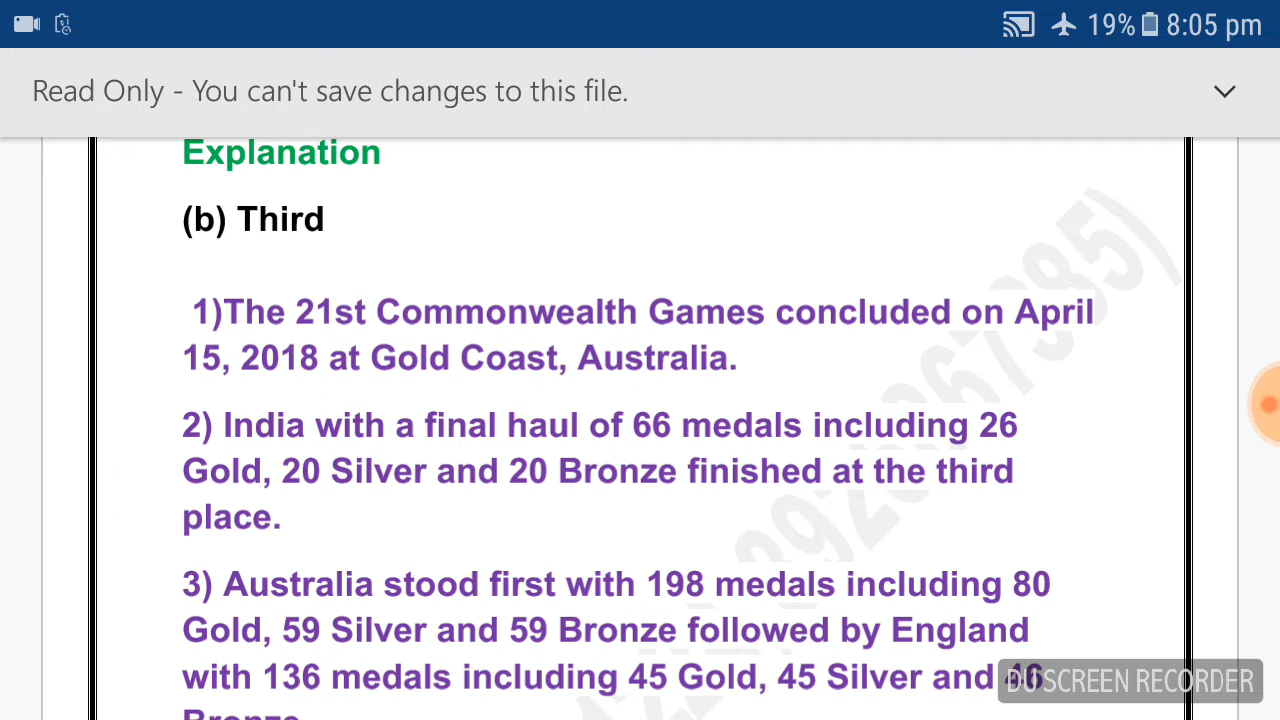 19% 8:05 pm
Read Only - You can't save changes to this file.
Explanation
(b) Third
1)The 21st Commonwealth Games concluded on April
15, 2018 at Gold Coast, Australia.
2) India with a final haul of 66 medals including 26
Gold, 20 Silver and 20 Bronze finished at the third
place.
3) Australia stood first with 198 medals including 80
Gold, 59 Silver and 59 Bronze followed by England
with 136 medals including 45 Gold, 45 Silver and 46
DU SCREEN RECORDER
Bronze